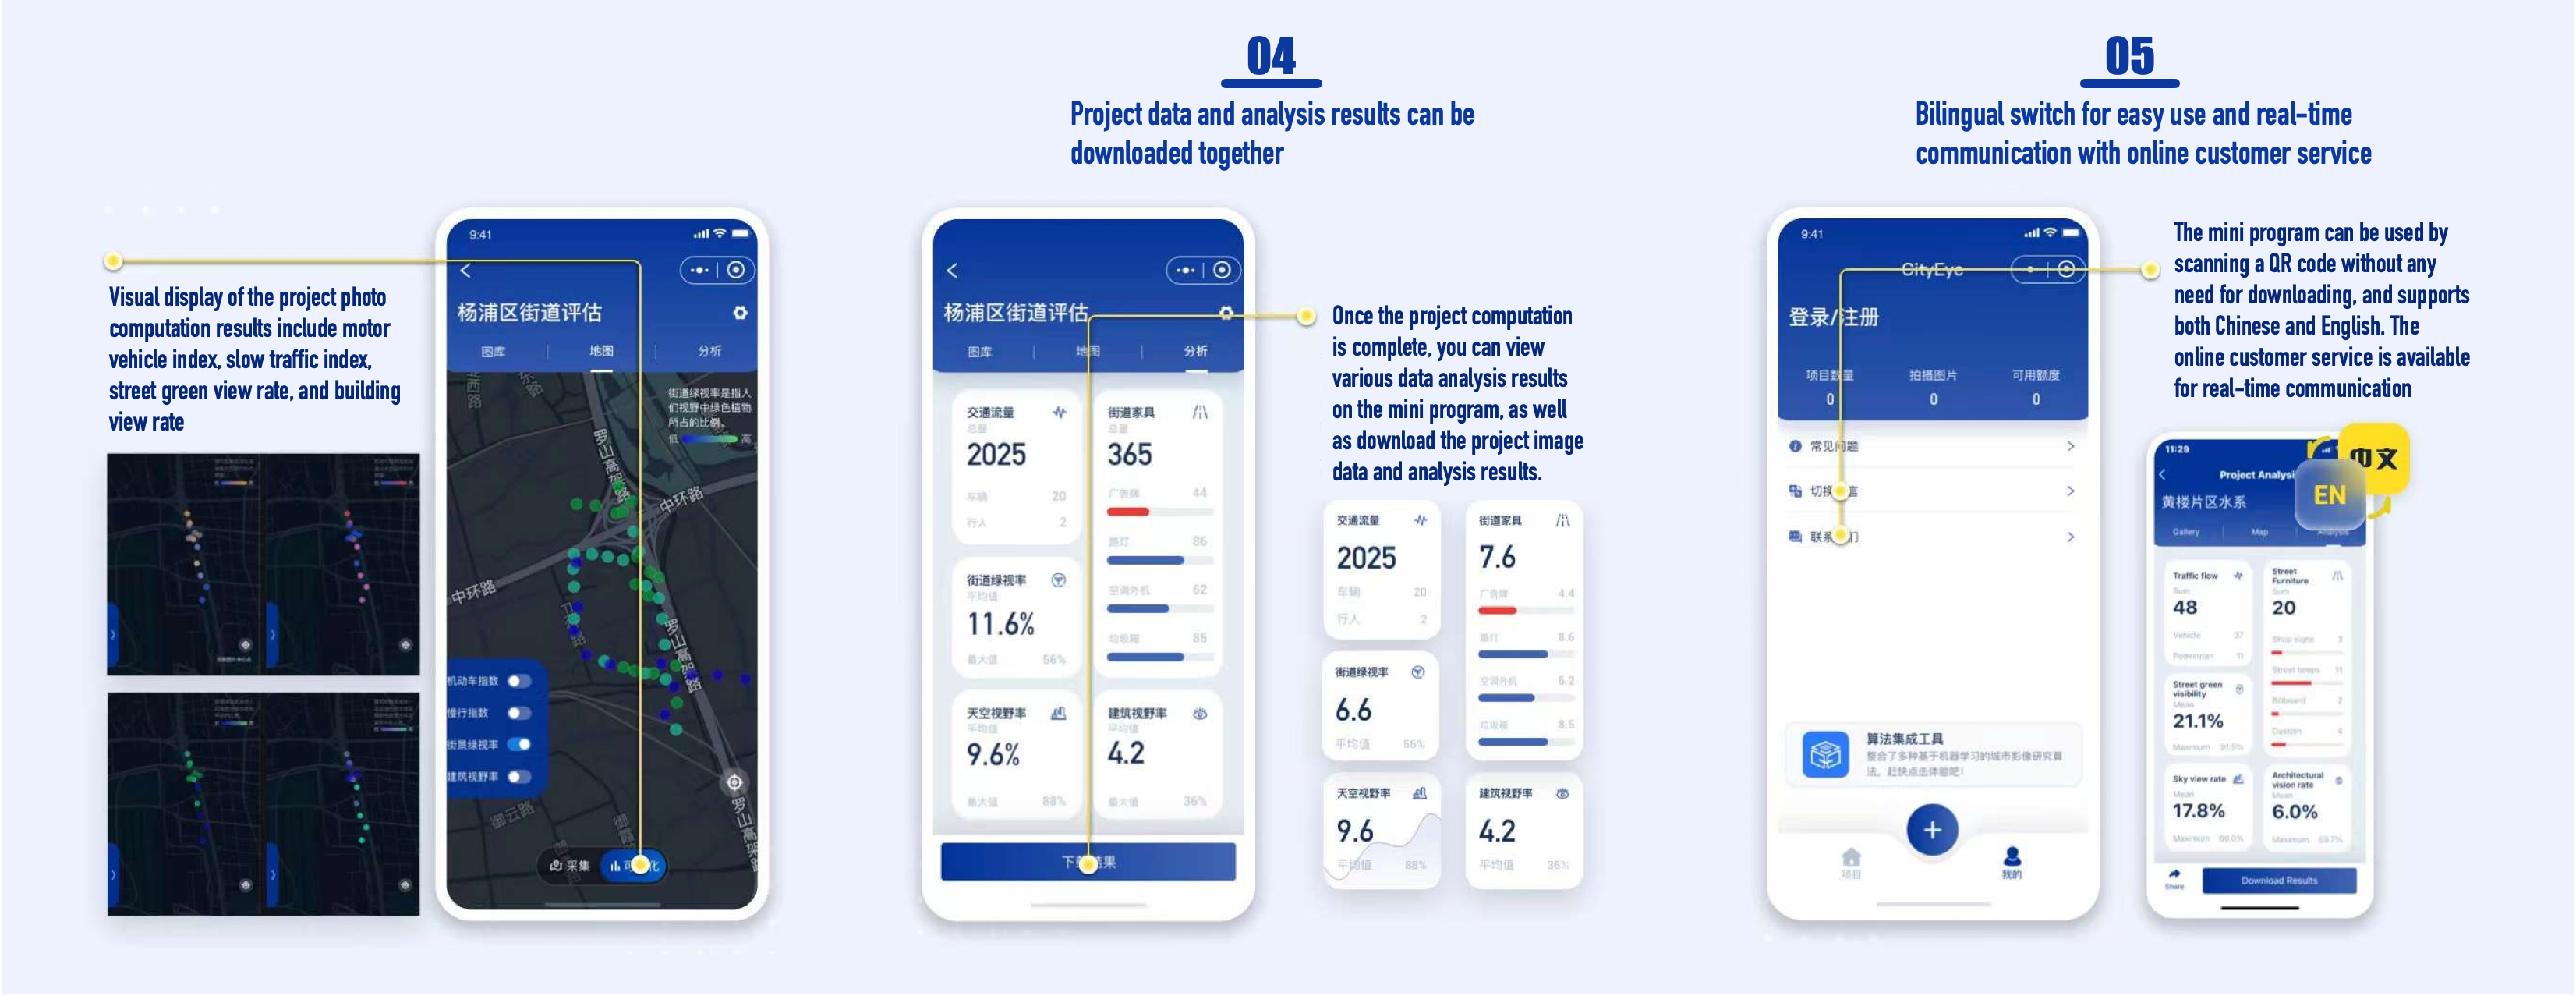 Visual display of the project photo
computation results include motor
vehicle index, slow traffic index,
street green view rate, and building
view rate
9:41
杨浦区街道评估
图库
地图
分析
街道绿视率是指人
们视野中绿色植物
所占的比例。
低
高
罗山高架路
中环路
中环路
罗山高架路
御云路
罗山高架路
机动车指数
慢行指数
街景绿视率
建筑视野率
采集
04
Project data and analysis results can be
downloaded together
杨浦区街道评估
图库
地图
分析
交通流量
总量
2025
车辆 20
行人 2
街道家具
总量
365
广告牌 44
路灯 86
空调外机 62
垃圾箱 85
街道绿视率
平均值
11.6%
最大值 56%
天空视野率
平均值
9.6%
最大值 88%
建筑视野率
平均值
4.2
最大值 36%
Once the project computation
is complete, you can view
various data analysis results
on the mini program, as well
as download the project image
data and analysis results.
交通流量
2025
车辆 20
行人 2
街道家具
7.6
广告牌 4.4
路灯 8.6
空调外机 6.2
垃圾箱 8.5
街道绿视率
6.6
平均值 56%
天空视野率
9.6
平均值 88%
建筑视野率
4.2
平均值 36%
05
Bilingual switch for easy use and real-time
communication with online customer service
9:41
CityEye
登录/注册
项目数量
0
拍摄图片
0
可用额度
0
常见问题
算法集成工具
整合了多种基于机器学习的城市影像研究算
法，赶快点击体验吧！
项目
我的
The mini program can be used by
scanning a QR code without any
need for downloading, and supports
both Chinese and English. The
online customer service is available
for real-time communication
中文
EN
11:29
Project Analysi
黄楼片区水系
Gallery
Map
Analysis
Traffic flow
Sum
48
Vehicle 37
Pedestrian 11
Street
Furniture
Sum
20
Shop signs 3
Street lamps 11
Billboard 2
Dustbin 4
Street green
visibility
Mean
21.1%
Maximum 91.5%
Sky view rate
Mean
17.8%
Maximum 60.0%
Architectural
vision rate
Mean
6.0%
Maximum 69.7%
Share
Download Results